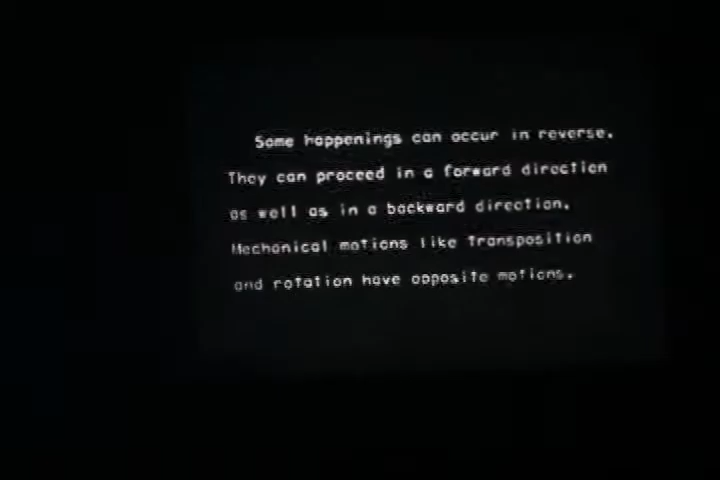 Some happenings can occur in reverse.
They can proceed in a forward direction
as well as in a backward direction.
Mechanical motions like transposition
and rotation have opposite motions.